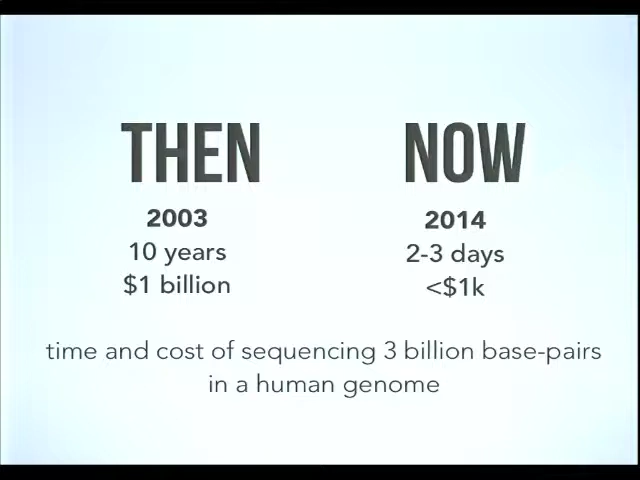 THEN
2003
10 years
$1 billion
NOW
2014
2-3 days
<$1k
time and cost of sequencing 3 billion base-pairs
in a human genome